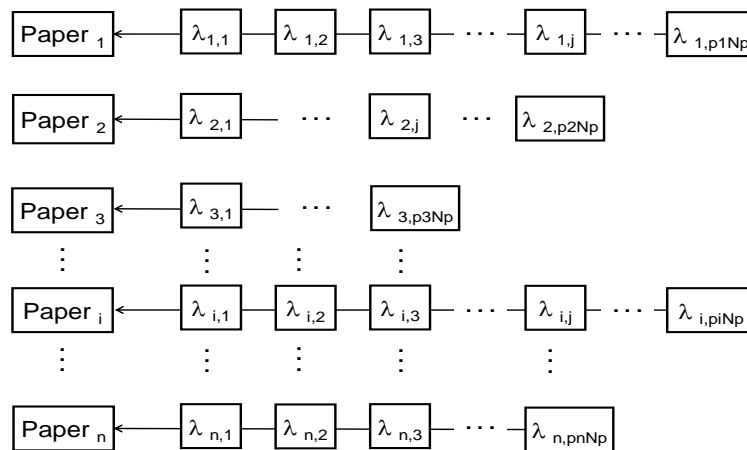 Paper 1 λ1,1 λ 1,2 λ 1,3 ··· λ 1,j ··· λ 1,p1Np
Paper 2 λ 2,1 ··· λ 2,j ··· λ 2,p2Np
Paper 3 λ 3,1 ··· λ 3,p3Np
Paper i λ i,1 λ i,2 λ i,3 ··· λ i,j ··· λ i,piNp
Paper n λ n,1 λ n,2 λ n,3 ··· λ n,pnNp